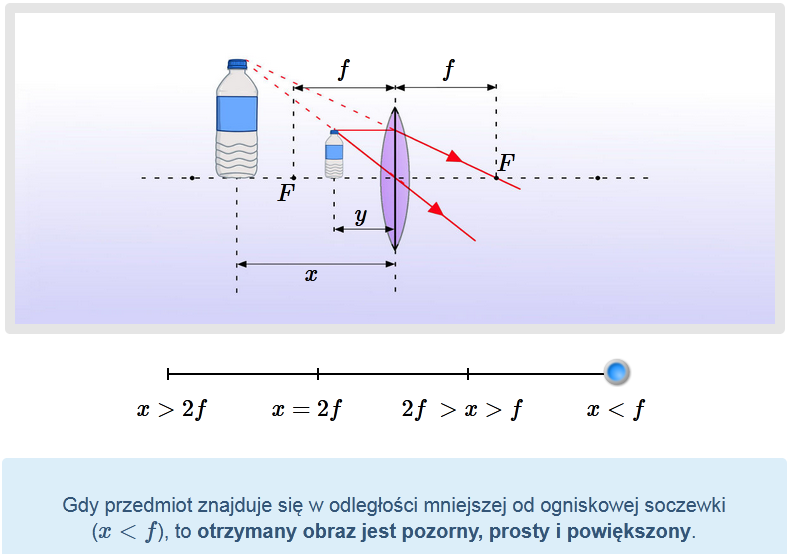 f f
F
F
y
x
x > 2f x = 2f 2f > x > f x < f
Gdy przedmiot znajduje się w odległości mniejszej od ogniskowej soczewki
(x < f), to otrzymany obraz jest pozorny, prosty i powiększony.